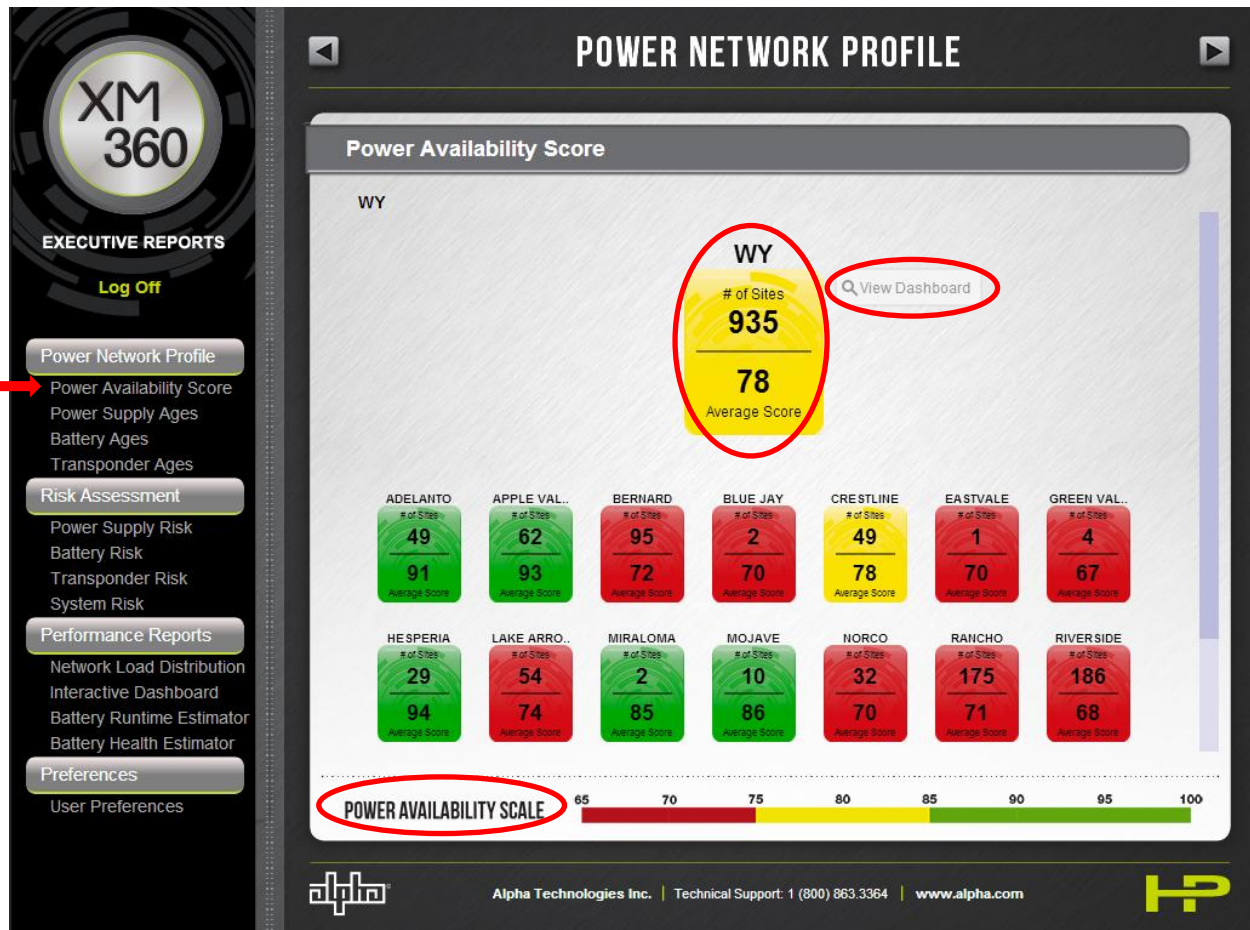 XM
360
EXECUTIVE REPORTS
Log Off
Power Network Profile
Power Availability Score
Power Supply Ages
Battery Ages
Transponder Ages
Risk Assessment
Power Supply Risk
Battery Risk
Transponder Risk
System Risk
Performance Reports
Network Load Distribution
Interactive Dashboard
Battery Runtime Estimator
Battery Health Estimator
Preferences
User Preferences
POWER NETWORK PROFILE
Power Availability Score
WY
WY
# of Sites
935
78
Average Score
View Dashboard
ADELANTO APPLE VAL.. BERNARD BLUE JAY CRESTLINE EASTVALE GREEN VAL..
# of Sites # of Sites # of Sites # of Sites # of Sites # of Sites # of Sites
49 62 95 2 49 1 4
91 93 72 70 78 70 67
Average Score Average Score Average Score Average Score Average Score Average Score Average Score
HESPERIA LAKE ARRO.. MIRALOMA MOJAVE NORCO RANCHO RIVERSIDE
# of Sites # of Sites # of Sites # of Sites # of Sites # of Sites # of Sites
29 54 2 10 32 175 186
94 74 85 86 70 71 68
Average Score Average Score Average Score Average Score Average Score Average Score Average Score
POWER AVAILABILITY SCALE
65 70 75 80 85 90 95 100
alpha
Alpha Technologies Inc. | Technical Support: 1 (800) 863.3364 | www.alpha.com
HP